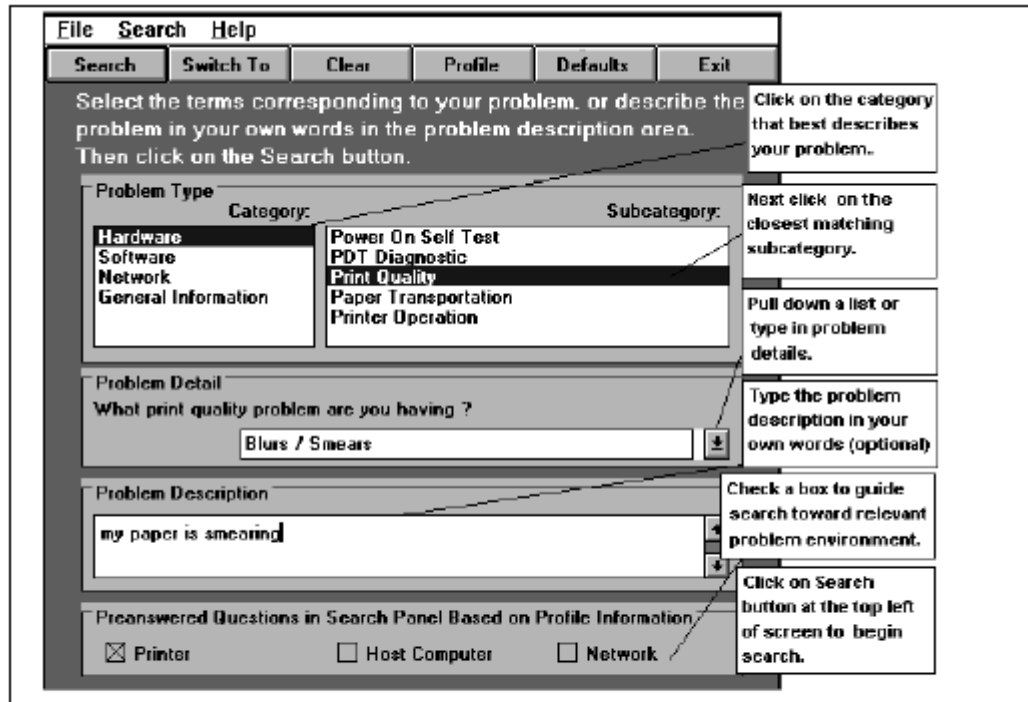 File Search Help
Search Switch To Clear Profile Defaults Exit
Select the terms corresponding to your problem, or describe the
problem in your own words in the problem description area.
Then click on the Search button.
Click on the category
that best describes
your problem.
Problem Type
Category:
Subcategory:
Hardware
Software
Network
General Information
Power On Self Test
PDT Diagnostic
Print Quality
Paper Transportation
Printer Operation
Next click on the
closest matching
subcategory.
Pull down a list or
type in problem
details.
Problem Detail
What print quality problem are you having ?
Blurs / Smears
Type the problem
description in your
own words (optional)
Problem Description
my paper is smearing
Check a box to guide
search toward relevant
problem environment.
Preanswered Questions in Search Panel Based on Profile Information
Printer Host Computer Network
Click on Search
button at the top left
of screen to begin
search.